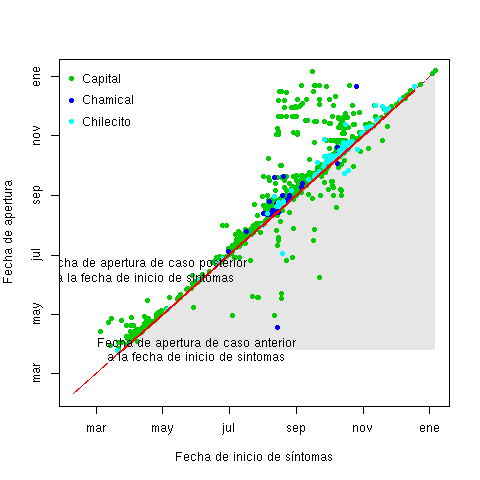 Capital
Chamical
Chilecito
ene
nov
sep
jul
may
mar
Fecha de apertura
cha de apertura de caso posterior
a la fecha de inicio de sintomas
Fecha de apertura de caso anterior
a la fecha de inicio de sintomas
mar may jul sep nov ene
Fecha de inicio de síntomas